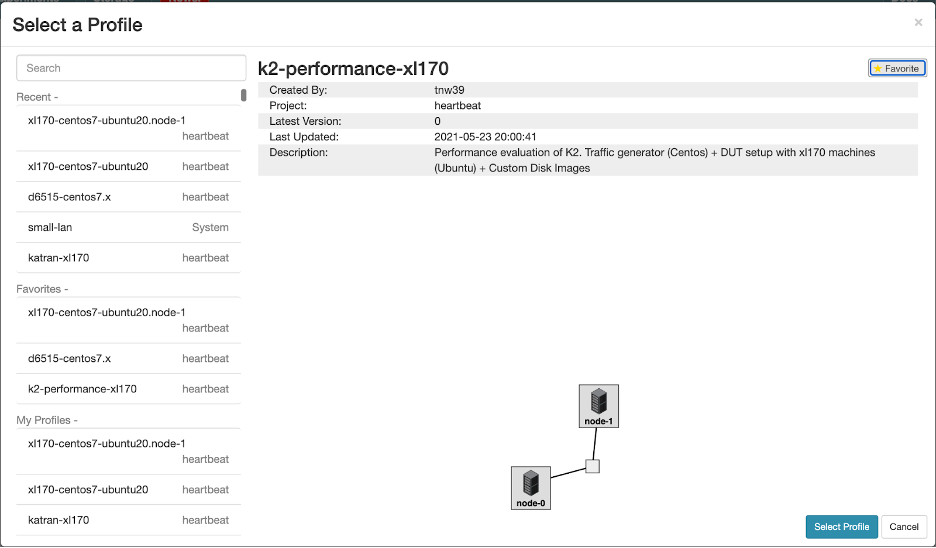 Select a Profile
×
Search
Recent -
xl170-centos7-ubuntu20.node-1
heartbeat
xl170-centos7-ubuntu20 heartbeat
d6515-centos7.x heartbeat
small-lan System
katran-xl170 heartbeat
Favorites -
xl170-centos7-ubuntu20.node-1
heartbeat
d6515-centos7.x heartbeat
k2-performance-xl170 heartbeat
My Profiles -
xl170-centos7-ubuntu20.node-1
heartbeat
xl170-centos7-ubuntu20 heartbeat
katran-xl170 heartbeat
k2-performance-xl170
Favorite
Created By: tnw39
Project: heartbeat
Latest Version: 0
Last Updated: 2021-05-23 20:00:41
Description: Performance evaluation of K2. Traffic generator (Centos) + DUT setup with xl170 machines
(Ubuntu) + Custom Disk Images
node-1
node-0
Select Profile Cancel